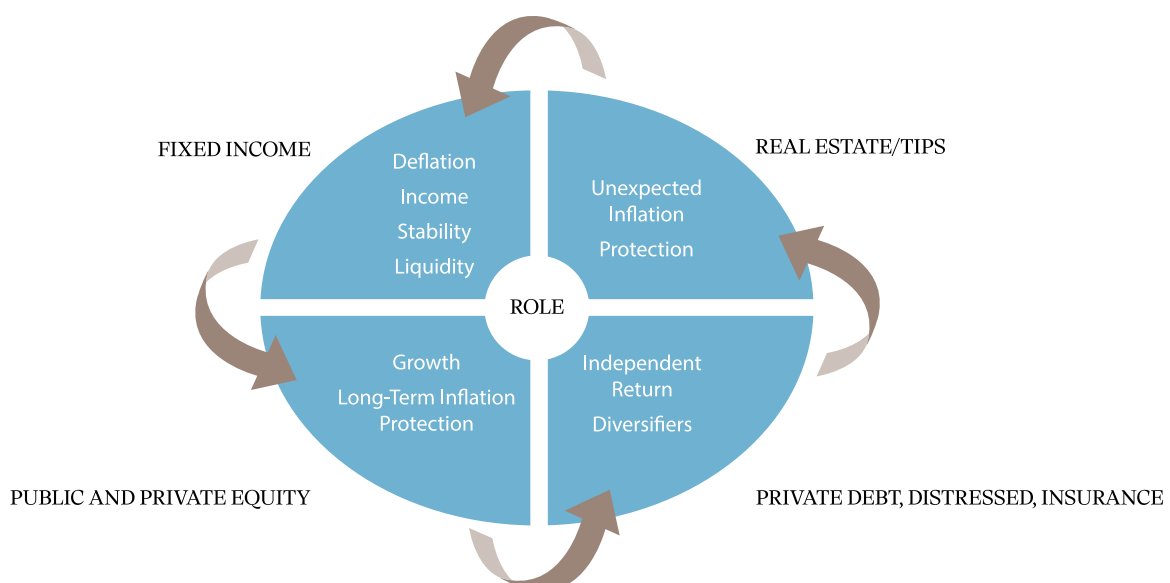 FIXED INCOME
Deflation
Income
Stability
Liquidity
REAL ESTATE/TIPS
Unexpected
Inflation
Protection
ROLE
Growth
Long-Term Inflation
Protection
PUBLIC AND PRIVATE EQUITY
Independent
Return
Diversifiers
PRIVATE DEBT, DISTRESSED, INSURANCE